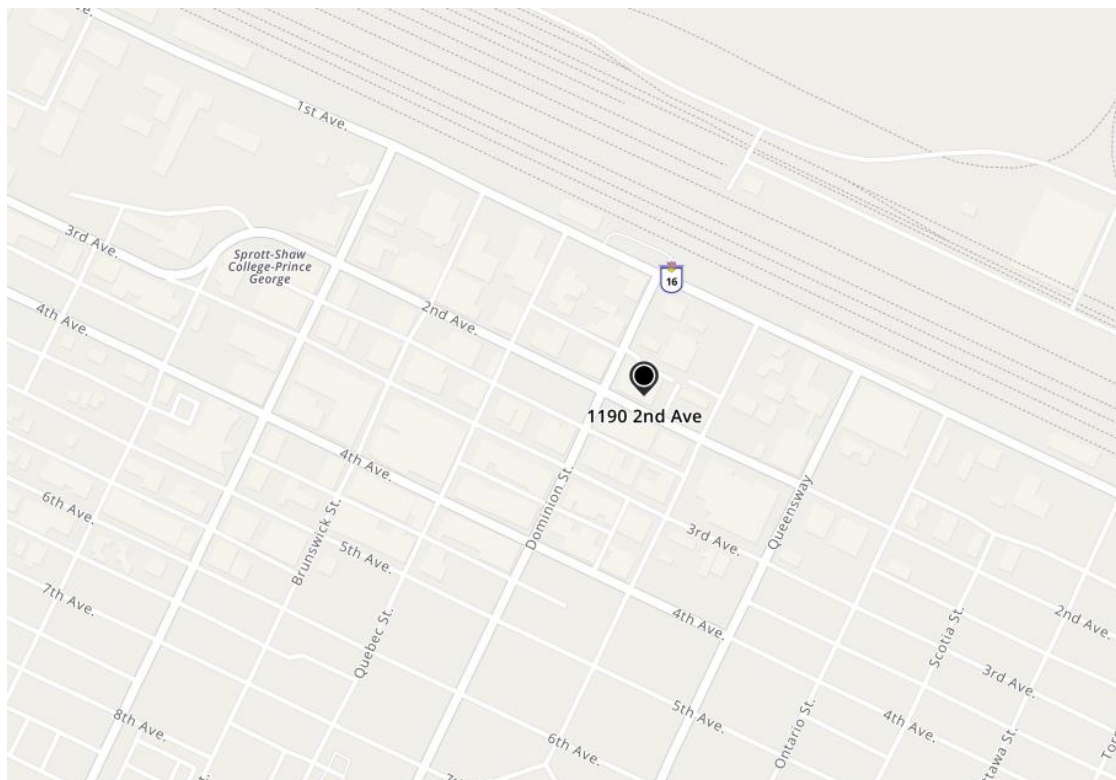 1st Ave.
3rd Ave.
Sprott-Shaw
College-Prince
George
16
2nd Ave.
4th Ave.
1190 2nd Ave
4th Ave.
Dominion St.
Queensway
6th Ave.
Brunswick St.
5th Ave.
3rd Ave.
7th Ave.
Quebec St.
4th Ave.
2nd Ave.
Scotia St.
3rd Ave.
8th Ave.
5th Ave.
Ontario St.
4th Ave.
6th Ave.